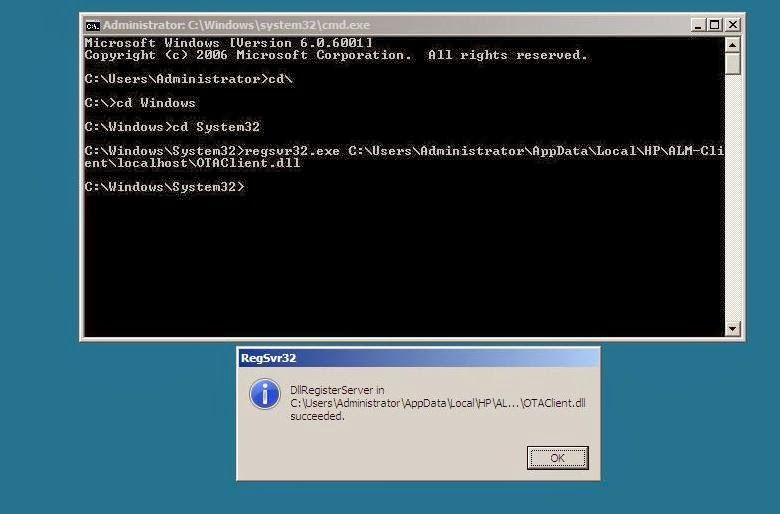 Administrator: C:\Windows\system32\cmd.exe
Microsoft Windows [Version 6.0.6001]
Copyright (c) 2006 Microsoft Corporation.  All rights reserved.
C:\Users\Administrator>cd\
C:\>cd Windows
C:\Windows>cd System32
C:\Windows\System32>regsvr32.exe C:\Users\Administrator\AppData\Local\HP\ALM-Cli
ent\localhost\OTAClient.dll
C:\Windows\System32>
RegSvr32
DllRegisterServer in
C:\Users\Administrator\AppData\Local\HP\AL...\OTAClient.dll
succeeded.
OK